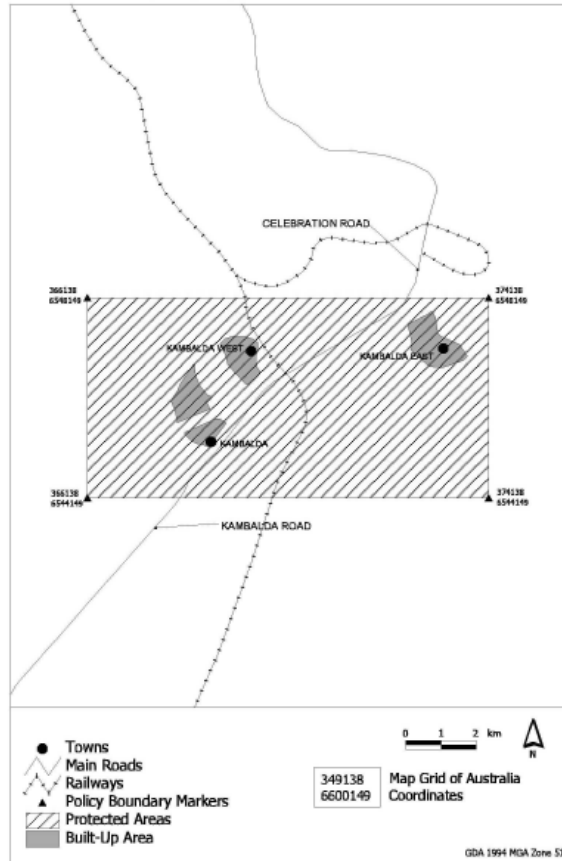 CELEBRATION ROAD
366138
6548149
374138
6548149
KAMBALDA WEST
KAMBALDA EAST
KAMBALDA
366138
6544149
374138
6544149
KAMBALDA ROAD
0 1 2 km
N
Towns
Main Roads
Railways
Policy Boundary Markers
Protected Areas
Built-Up Area
349138
6600149
Map Grid of Australia
Coordinates
GDA 1994 MGA Zone 51